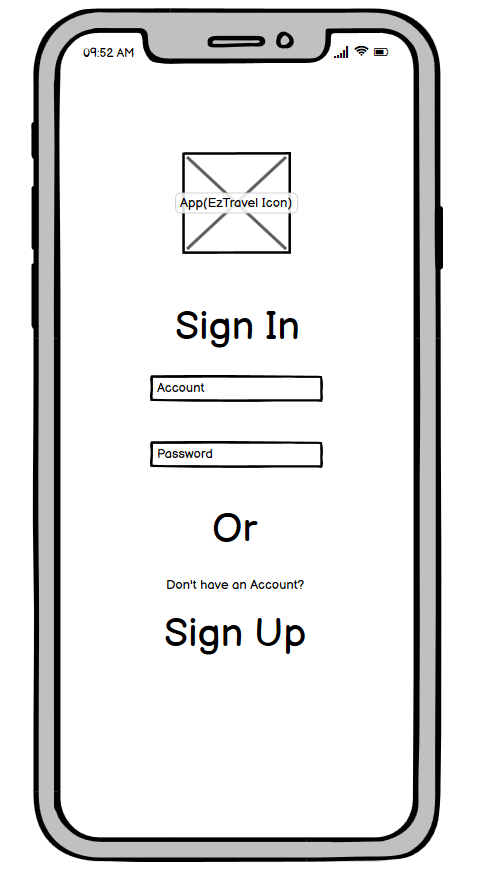 09:52 AM
App(EzTravel Icon)
Sign In
Account
Password
Or
Don't have an Account?
Sign Up